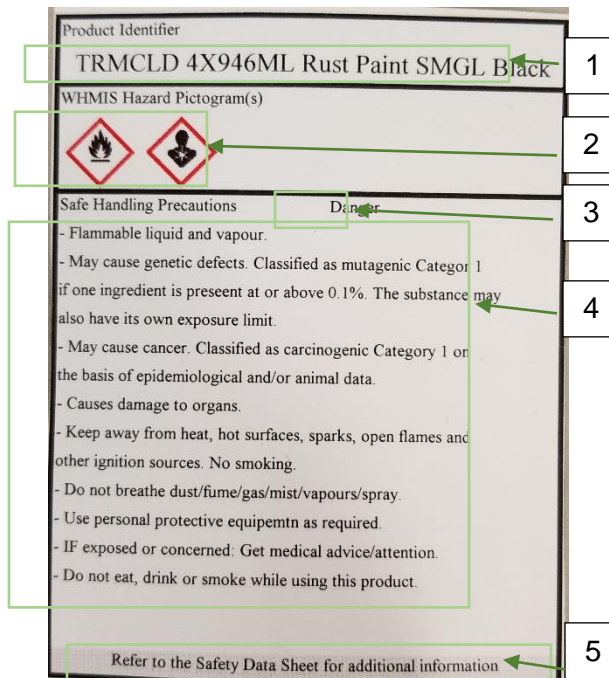 Product Identifier
TRMCLD 4X946ML Rust Paint SMGL Black
1
WHMIS Hazard Pictogram(s)
2
Safe Handling Precautions Danger
3
- Flammable liquid and vapour.
- May cause genetic defects. Classified as mutagenic Categor 1
if one ingredient is preseent at or above 0.1%. The substance may
4
also have its own exposure limit.
- May cause cancer. Classified as carcinogenic Category 1 on
the basis of epidemiological and/or animal data.
- Causes damage to organs.
- Keep away from heat, hot surfaces, sparks, open flames and
other ignition sources. No smoking.
- Do not breathe dust/fume/gas/mist/vapours/spray.
- Use personal protective equipemtn as required.
- IF exposed or concerned: Get medical advice/attention.
- Do not eat, drink or smoke while using this product.
Refer to the Safety Data Sheet for additional information
5